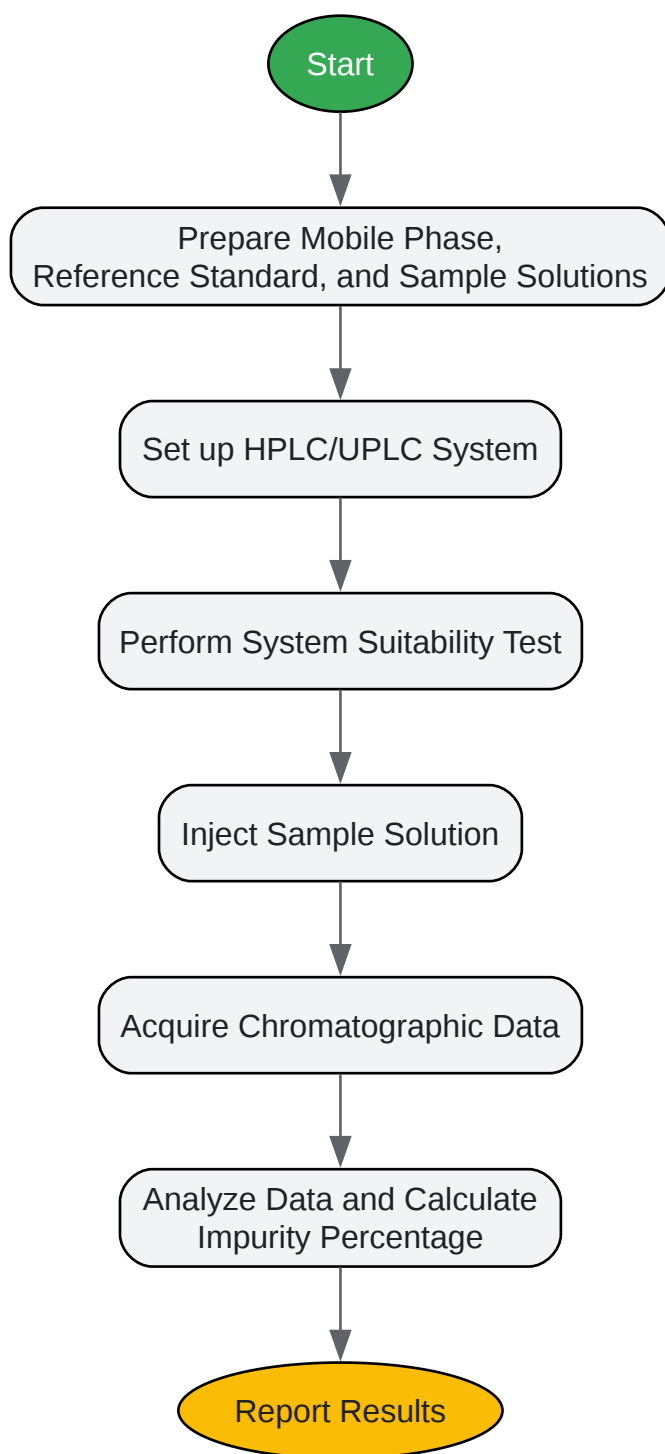 Start
Prepare Mobile Phase,
Reference Standard, and Sample Solutions
Set up HPLC/UPLC System
Perform System Suitability Test
Inject Sample Solution
Acquire Chromatographic Data
Analyze Data and Calculate
Impurity Percentage
Report Results